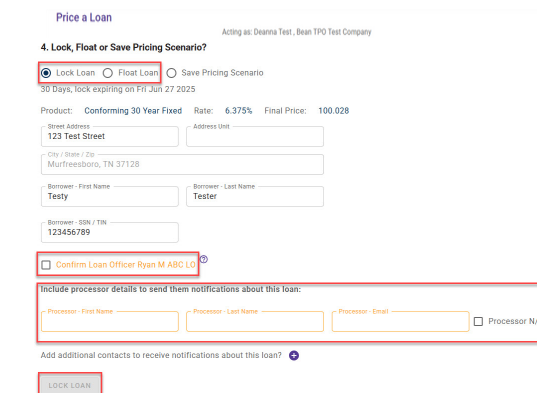 Price a Loan
Acting as: Deanna Test , Bean TPO Test Company
4. Lock, Float or Save Pricing Scenario?
Lock Loan Float Loan Save Pricing Scenario
30 Days, lock expiring on Fri Jun 27 2025
Product: Conforming 30 Year Fixed Rate: 6.375% Final Price: 100.028
Street Address Address Unit
123 Test Street
City / State / Zip
Murfreesboro, TN 37128
Borrower - First Name Borrower - Last Name
Testy Tester
Borrower - SSN / TIN
123456789
Confirm Loan Officer Ryan M ABC LO ?
Include processor details to send them notifications about this loan:
Processor - First Name Processor - Last Name Processor - Email
Processor N/
Add additional contacts to receive notifications about this loan?
LOCK LOAN